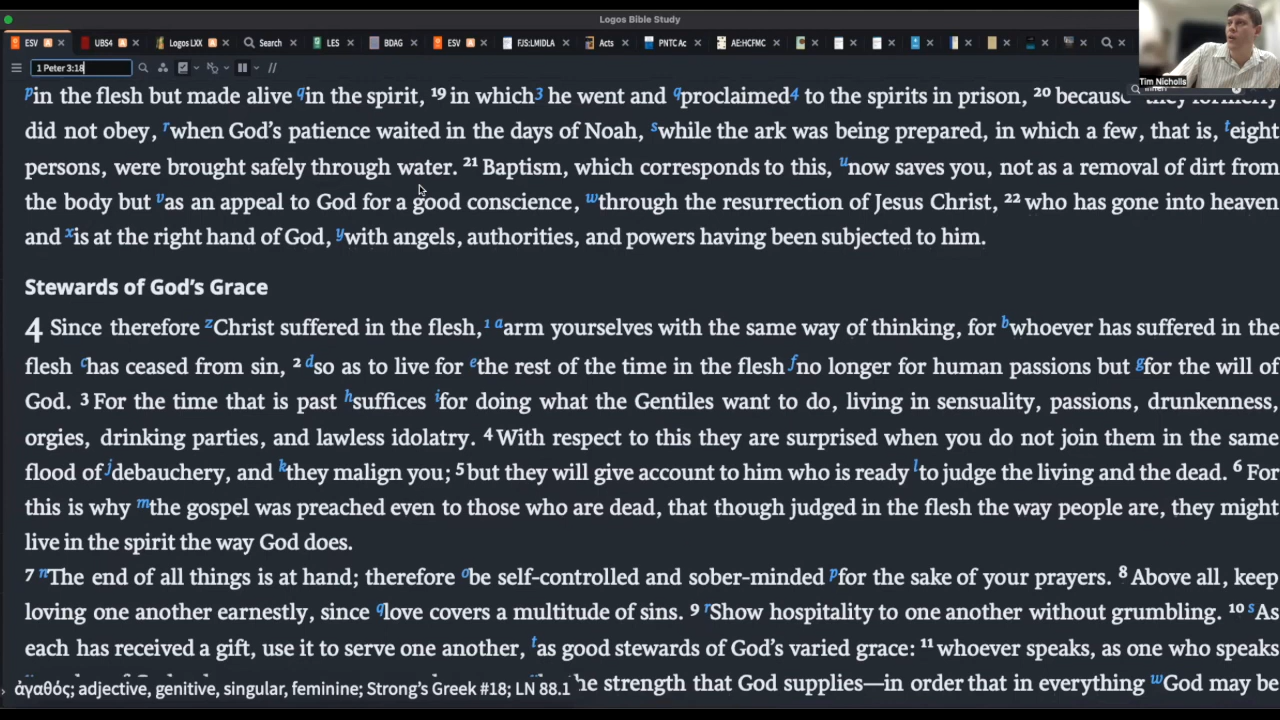 Logos Bible Study
ESV A × UBS4 A × Logos LXX A × Search × LES × BDAG × ESV A × FJS:LMIDLA × Acts × PNTC Ac × AE:HCFMC ×
1 Peter 3:18
Tim Nicholls
p in the flesh but made alive q in the spirit, 19 in which3 he went and q proclaimed4 to the spirits in prison, 20 because they formerly
did not obey, r when God’s patience waited in the days of Noah, s while the ark was being prepared, in which a few, that is, t eight
persons, were brought safely through water. 21 Baptism, which corresponds to this, u now saves you, not as a removal of dirt from
the body but v as an appeal to God for a good conscience, w through the resurrection of Jesus Christ, 22 who has gone into heaven
and x is at the right hand of God, y with angels, authorities, and powers having been subjected to him.
Stewards of God’s Grace
4 Since therefore z Christ suffered in the flesh,1 a arm yourselves with the same way of thinking, for b whoever has suffered in the
flesh c has ceased from sin, 2 d so as to live for e the rest of the time in the flesh f no longer for human passions but g for the will of
God. 3 For the time that is past h suffices i for doing what the Gentiles want to do, living in sensuality, passions, drunkenness,
orgies, drinking parties, and lawless idolatry. 4 With respect to this they are surprised when you do not join them in the same
flood of j debauchery, and k they malign you; 5 but they will give account to him who is ready l to judge the living and the dead. 6 For
this is why m the gospel was preached even to those who are dead, that though judged in the flesh the way people are, they might
live in the spirit the way God does.
7 n The end of all things is at hand; therefore o be self-controlled and sober-minded p for the sake of your prayers. 8 Above all, keep
loving one another earnestly, since q love covers a multitude of sins. 9 r Show hospitality to one another without grumbling. 10 s As
each has received a gift, use it to serve one another, t as good stewards of God’s varied grace: 11 whoever speaks, as one who speaks
ἀγαθός; adjective, genitive, singular, feminine; Strong’s Greek #18; LN 88.1 he strength that God supplies—in order that in everything w God may be